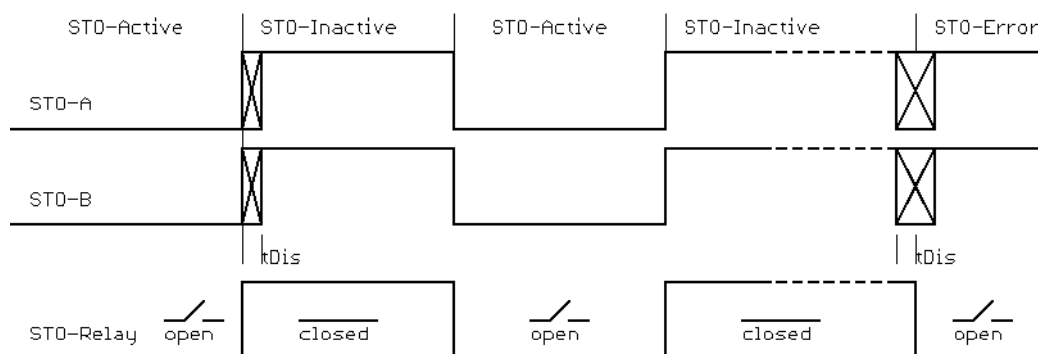 STO-Active STO-Inactive STO-Active STO-Inactive STO-Error
STO-A
STO-B
tDis tDis
STO-Relay open closed open closed open